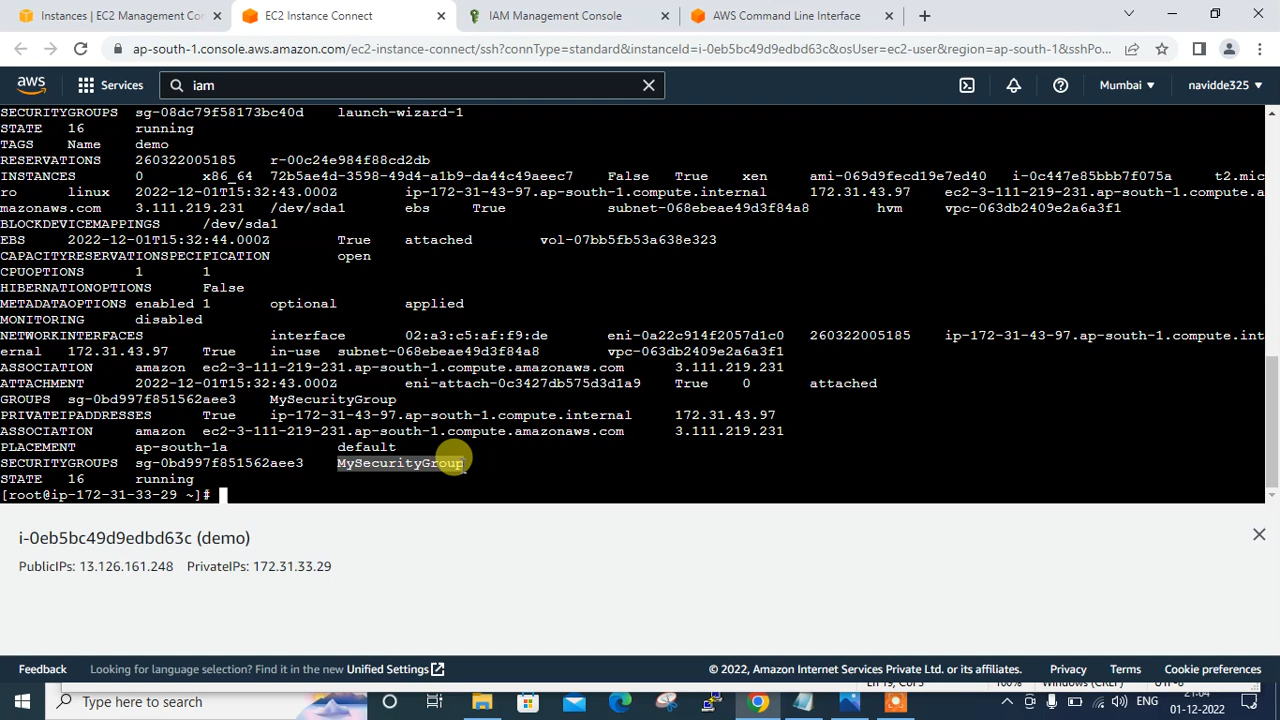 Instances | EC2 Management Con
EC2 Instance Connect
IAM Management Console
AWS Command Line Interface
ap-south-1.console.aws.amazon.com/ec2-instance-connect/ssh?connType=standard&instanceId=i-0eb5bc49d9edbd63c&osUser=ec2-user&region=ap-south-1&sshPo...
aws
Services
iam
Mumbai
navidde325
SECURITYGROUPS sg-08dc79f58173bc40d launch-wizard-1
STATE 16 running
TAGS Name demo
RESERVATIONS 260322005185 r-00c24e984f88cd2db
INSTANCES 0 x86_64 72b5ae4d-3598-49d4-a1b9-da44c49aeec7 False True xen ami-069d9fecd19e7ed40 i-0c447e85bbb7f075a t2.mic
ro linux 2022-12-01T15:32:43.000Z ip-172-31-43-97.ap-south-1.compute.internal 172.31.43.97 ec2-3-111-219-231.ap-south-1.compute.a
mazonaws.com 3.111.219.231 /dev/sda1 ebs True subnet-068ebeae49d3f84a8 hvm vpc-063db2409e2a6a3f1
BLOCKDEVICEMAPPINGS /dev/sda1
EBS 2022-12-01T15:32:44.000Z True attached vol-07bb5fb53a638e323
CAPACITYRESERVATIONSPECIFICATION open
CPUOPTIONS 1 1
HIBERNATIONOPTIONS False
METADATAOPTIONS enabled 1 optional applied
MONITORING disabled
NETWORKINTERFACES interface 02:a3:c5:af:f9:de eni-0a22c914f2057d1c0 260322005185 ip-172-31-43-97.ap-south-1.compute.int
ernal 172.31.43.97 True in-use subnet-068ebeae49d3f84a8 vpc-063db2409e2a6a3f1
ASSOCIATION amazon ec2-3-111-219-231.ap-south-1.compute.amazonaws.com 3.111.219.231
ATTACHMENT 2022-12-01T15:32:43.000Z eni-attach-0c3427db575d3d1a9 True 0 attached
GROUPS sg-0bd997f851562aee3 MySecurityGroup
PRIVATEIPADDRESSES True ip-172-31-43-97.ap-south-1.compute.internal 172.31.43.97
ASSOCIATION amazon ec2-3-111-219-231.ap-south-1.compute.amazonaws.com 3.111.219.231
PLACEMENT ap-south-1a default
SECURITYGROUPS sg-0bd997f851562aee3 MySecurityGroup
STATE 16 running
[root@ip-172-31-33-29 ~]#
i-0eb5bc49d9edbd63c (demo)
PublicIPs: 13.126.161.248 PrivateIPs: 172.31.33.29
Feedback
Looking for language selection? Find it in the new Unified Settings
© 2022, Amazon Internet Services Private Ltd. or its affiliates.
Privacy
Terms
Cookie preferences
Type here to search
ENG
21:04
01-12-2022